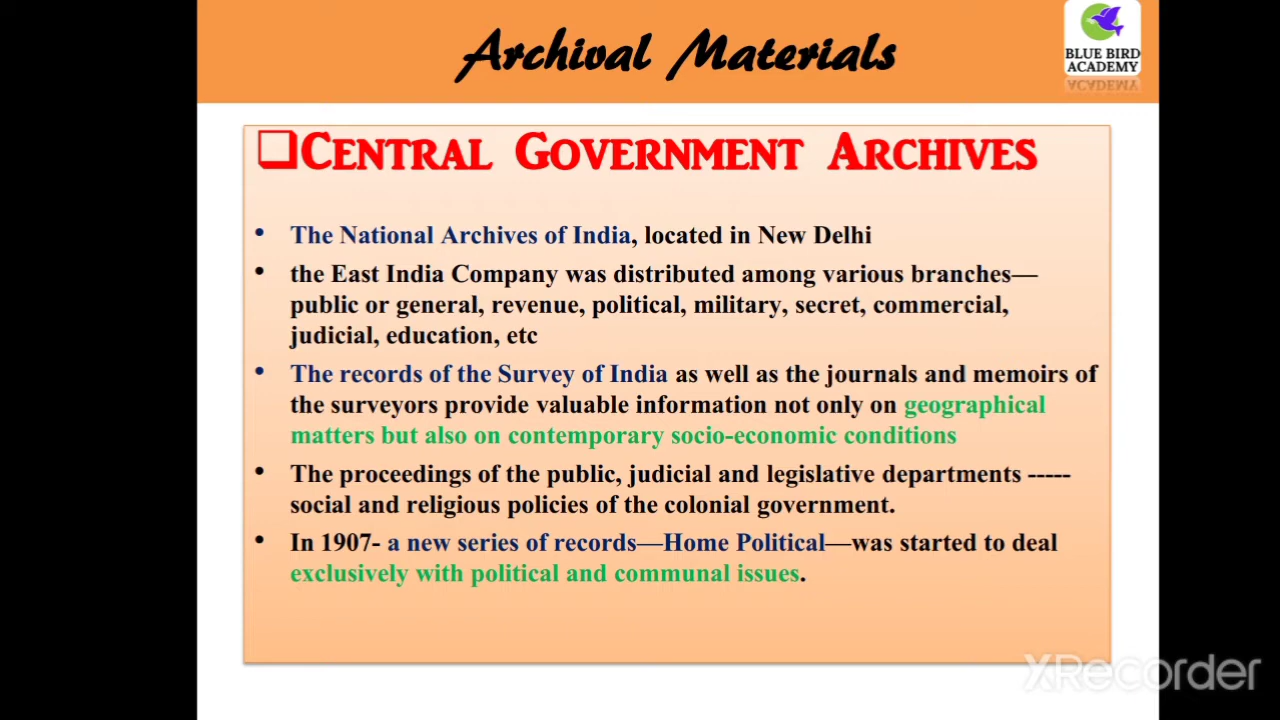 Archival Materials
BLUE BIRD
ACADEMY
CENTRAL GOVERNMENT ARCHIVES
• The National Archives of India, located in New Delhi
• the East India Company was distributed among various branches—
public or general, revenue, political, military, secret, commercial,
judicial, education, etc
• The records of the Survey of India as well as the journals and memoirs of
the surveyors provide valuable information not only on geographical
matters but also on contemporary socio-economic conditions
• The proceedings of the public, judicial and legislative departments -----
social and religious policies of the colonial government.
• In 1907- a new series of records—Home Political—was started to deal
exclusively with political and communal issues.
XRecorder